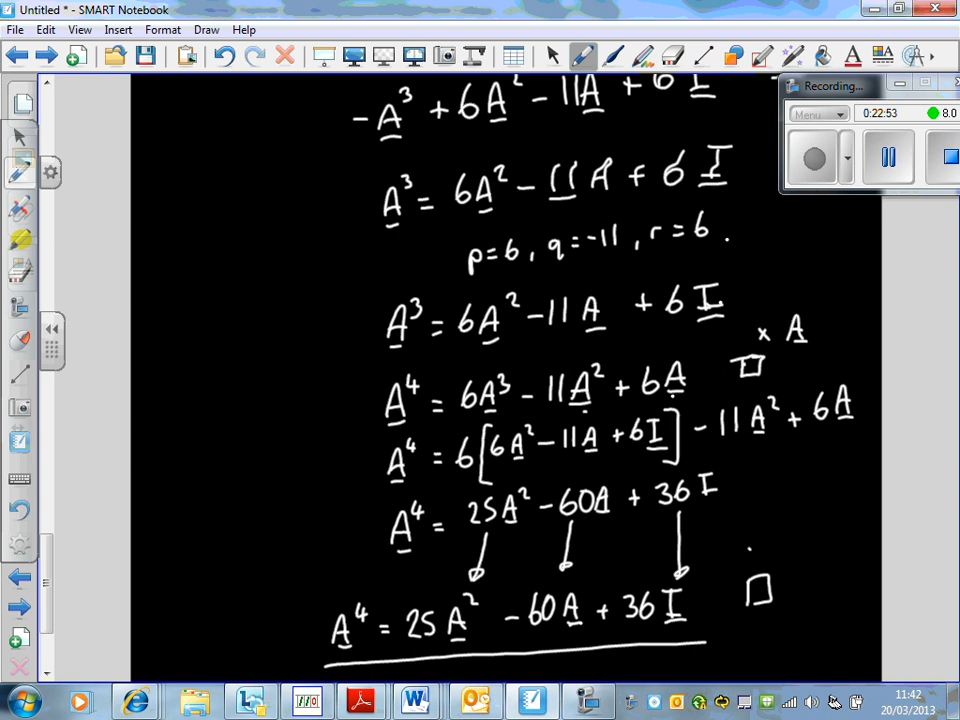 Untitled * - SMART Notebook
File Edit View Insert Format Draw Help
Recording...
Menu 0:22:53 8.0
-A³ + 6A² - 11A + 6I
A³ = 6A² - 11A + 6I
p=6, q=-11, r=6.
A³ = 6A² - 11A + 6I
× A
A⁴ = 6A³ - 11A² + 6A
A⁴ = 6[6A² - 11A + 6I] - 11A² + 6A
A⁴ = 25A² - 60A + 36I
A⁴ = 25A² - 60A + 36I
11:42
20/03/2013